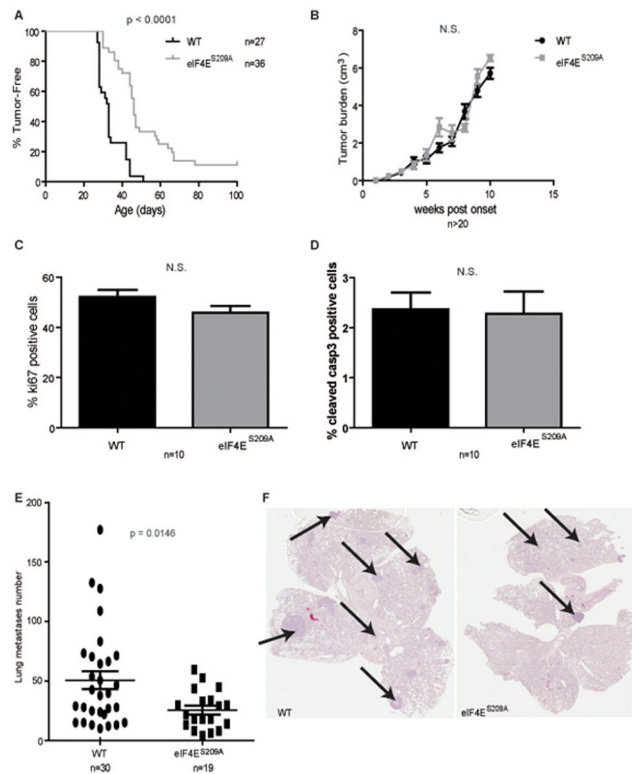 A
p < 0.0001
WT n=27
eIF4E^S209A n=36
% Tumor-Free
100
80
60
40
20
0
0 20 40 60 80 100
Age (days)
B
N.S.
WT
eIF4E^S209A
Tumor burden (cm³)
8
6
4
2
0
0 5 10 15
weeks post onset
n>20
C
N.S.
% ki67 positive cells
60
40
20
0
WT eIF4E^S209A
n=10
D
N.S.
% cleaved casp3 positive cells
3
2
1
0
WT eIF4E^S209A
n=10
E
p = 0.0146
Lung metastases number
200
150
100
50
0
WT eIF4E^S209A
n=30 n=19
F
WT
eIF4E^S209A